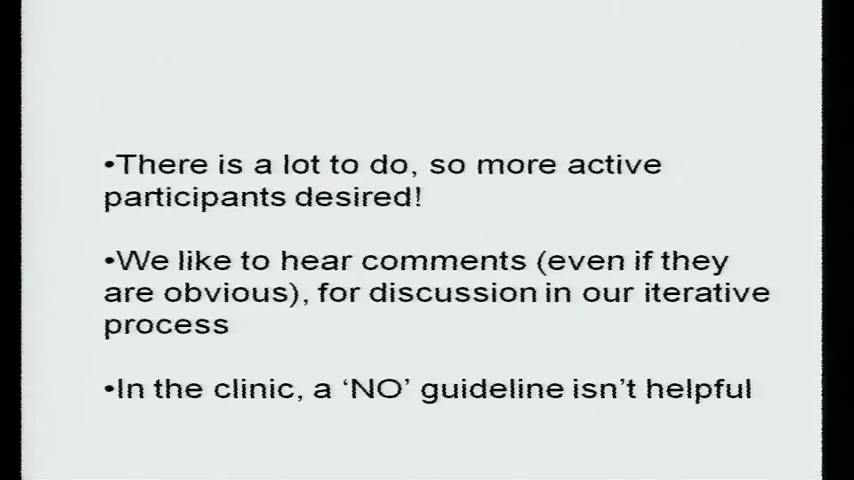 •There is a lot to do, so more active
participants desired!
•We like to hear comments (even if they
are obvious), for discussion in our iterative
process
•In the clinic, a ‘NO’ guideline isn’t helpful